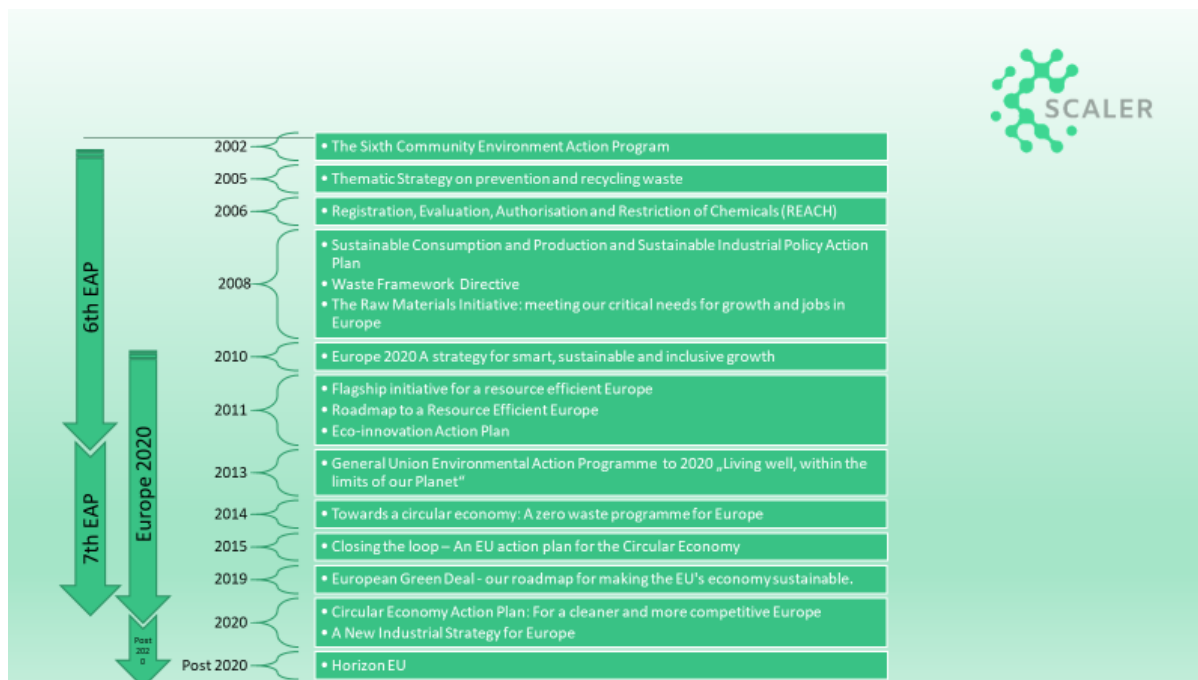 SCALER
2002
• The Sixth Community Environment Action Program
2005
• Thematic Strategy on prevention and recycling waste
2006
• Registration, Evaluation, Authorisation and Restriction of Chemicals (REACH)
2008
• Sustainable Consumption and Production and Sustainable Industrial Policy Action
Plan
• Waste Framework Directive
• The Raw Materials Initiative: meeting our critical needs for growth and jobs in
Europe
2010
• Europe 2020 A strategy for smart, sustainable and inclusive growth
2011
• Flagship initiative for a resource efficient Europe
• Roadmap to a Resource Efficient Europe
• Eco-innovation Action Plan
2013
• General Union Environmental Action Programme to 2020 „Living well, within the
limits of our Planet“
2014
• Towards a circular economy: A zero waste programme for Europe
2015
• Closing the loop – An EU action plan for the Circular Economy
2019
• European Green Deal - our roadmap for making the EU's economy sustainable.
2020
• Circular Economy Action Plan: For a cleaner and more competitive Europe
• A New Industrial Strategy for Europe
Post 2020
• Horizon EU
6th EAP
7th EAP
Europe 2020
Post
202
0